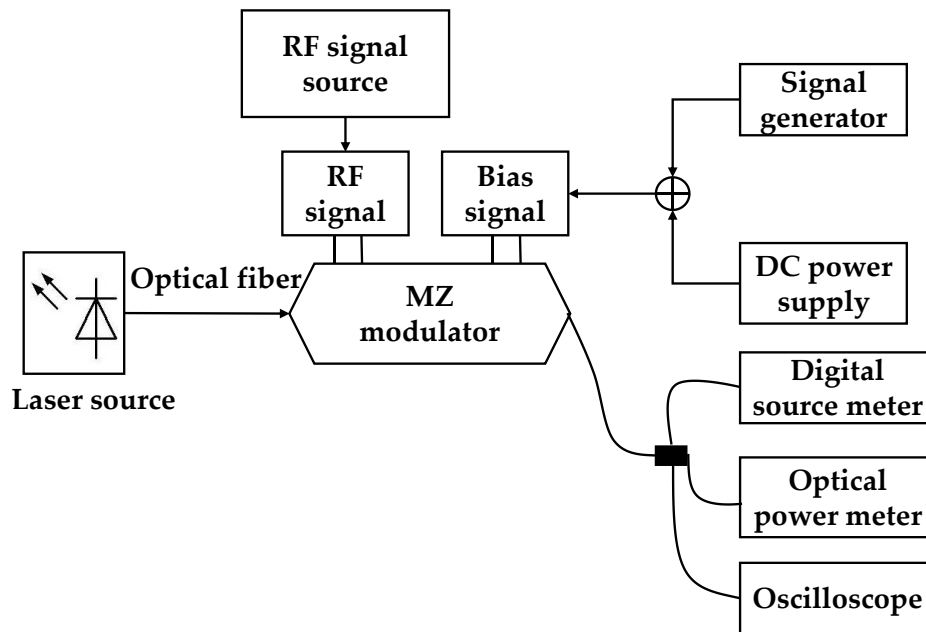 RF signal
source
Signal
generator
RF
signal
Bias
signal
Optical fiber
MZ
modulator
DC power
supply
Laser source
Digital
source meter
Optical
power meter
Oscilloscope